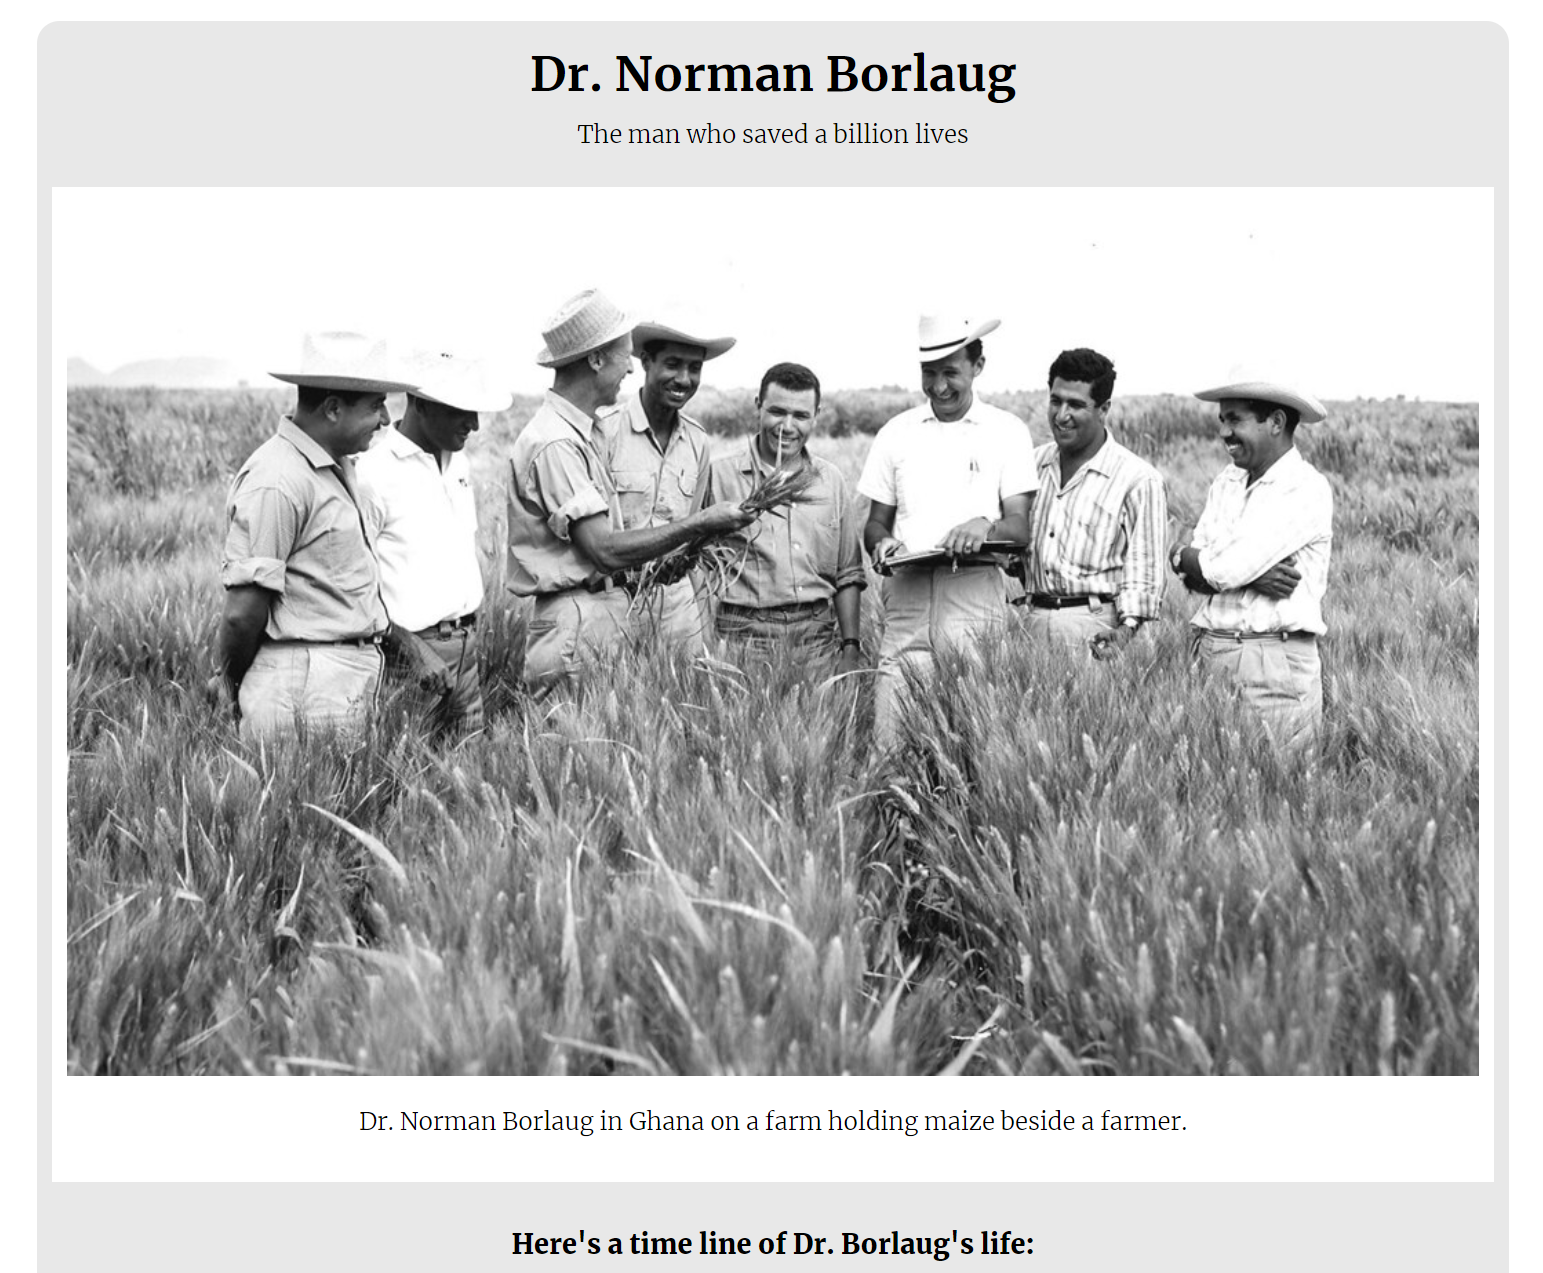 Dr. Norman Borlaug
The man who saved a billion lives
Dr. Norman Borlaug in Ghana on a farm holding maize beside a farmer.
Here's a time line of Dr. Borlaug's life: